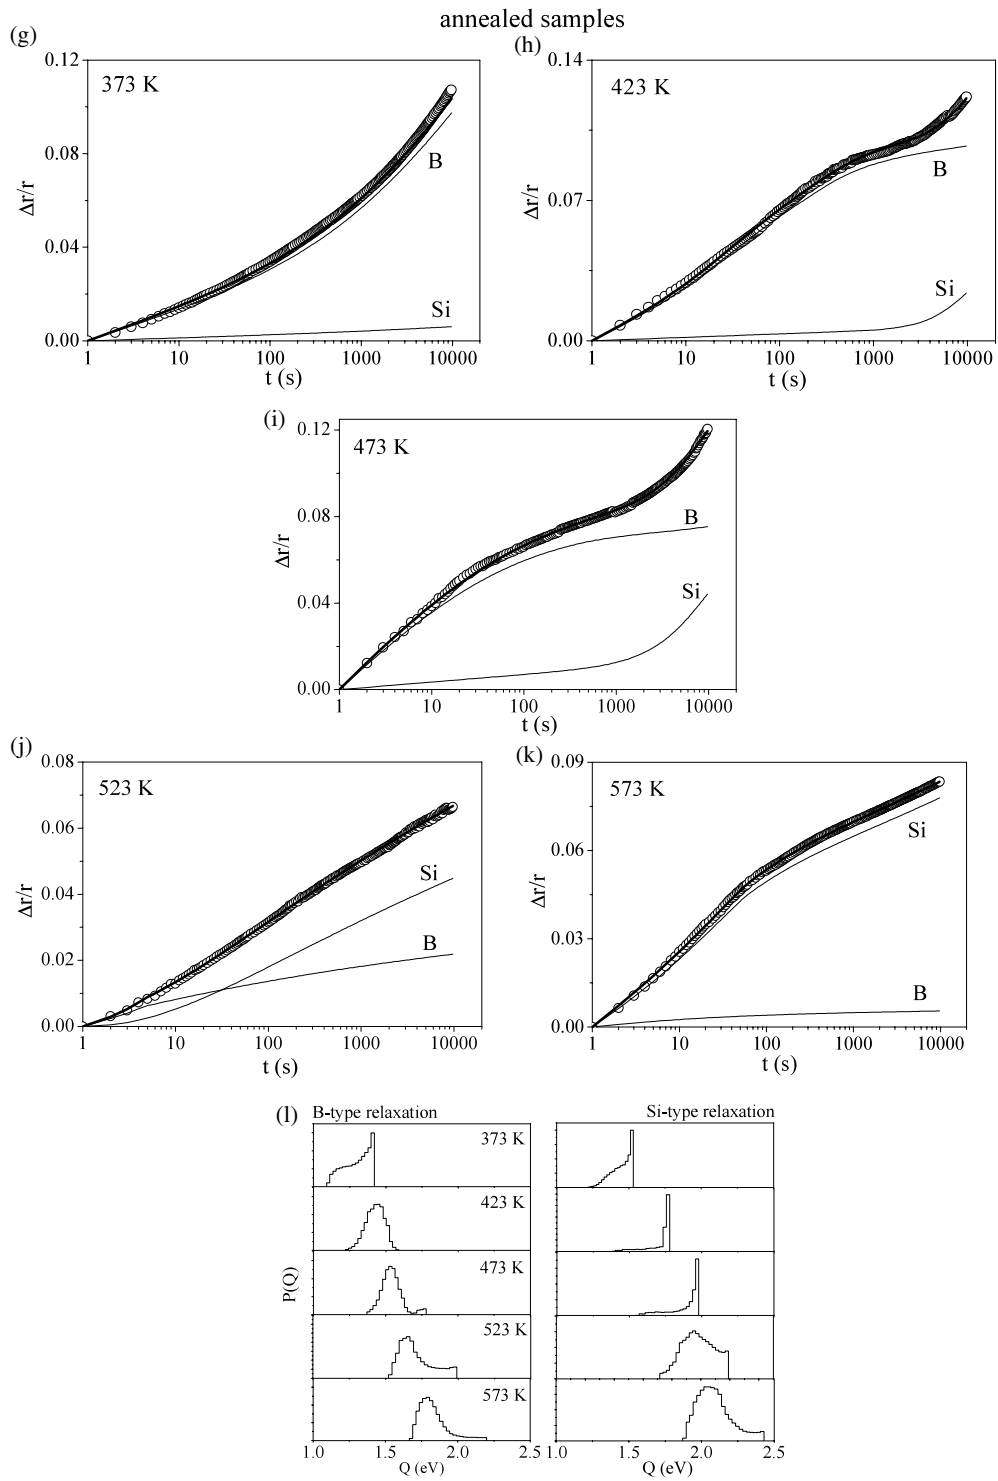 annealed samples
(g)
373 K
0.12
0.08
0.04
0.00
Δr/r
B
Si
1 10 100 1000 10000
t (s)
(h)
423 K
0.14
0.07
0.00
Δr/r
B
Si
1 10 100 1000 10000
t (s)
(i)
473 K
0.12
0.08
0.04
0.00
Δr/r
B
Si
1 10 100 1000 10000
t (s)
(j)
523 K
0.08
0.06
0.04
0.02
0.00
Δr/r
Si
B
1 10 100 1000 10000
t (s)
(k)
573 K
0.09
0.06
0.03
0.00
Δr/r
Si
B
1 10 100 1000 10000
t (s)
(l)
B-type relaxation
Si-type relaxation
373 K
423 K
473 K
523 K
573 K
P(Q)
1.0 1.5 2.0 2.5
Q (eV)
1.0 1.5 2.0 2.5
Q (eV)